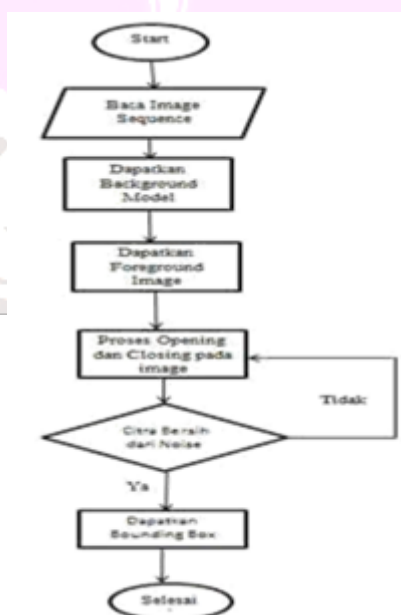 Start
Baca Image
Sequence
Dapatkan
Background
Model
Dapatkan
Foreground
Image
Proses Opening
dan Closing pada
image
Tidak
Citra Bersih
dari Noise
Ya
Dapatkan
Bounding Box
Selesai